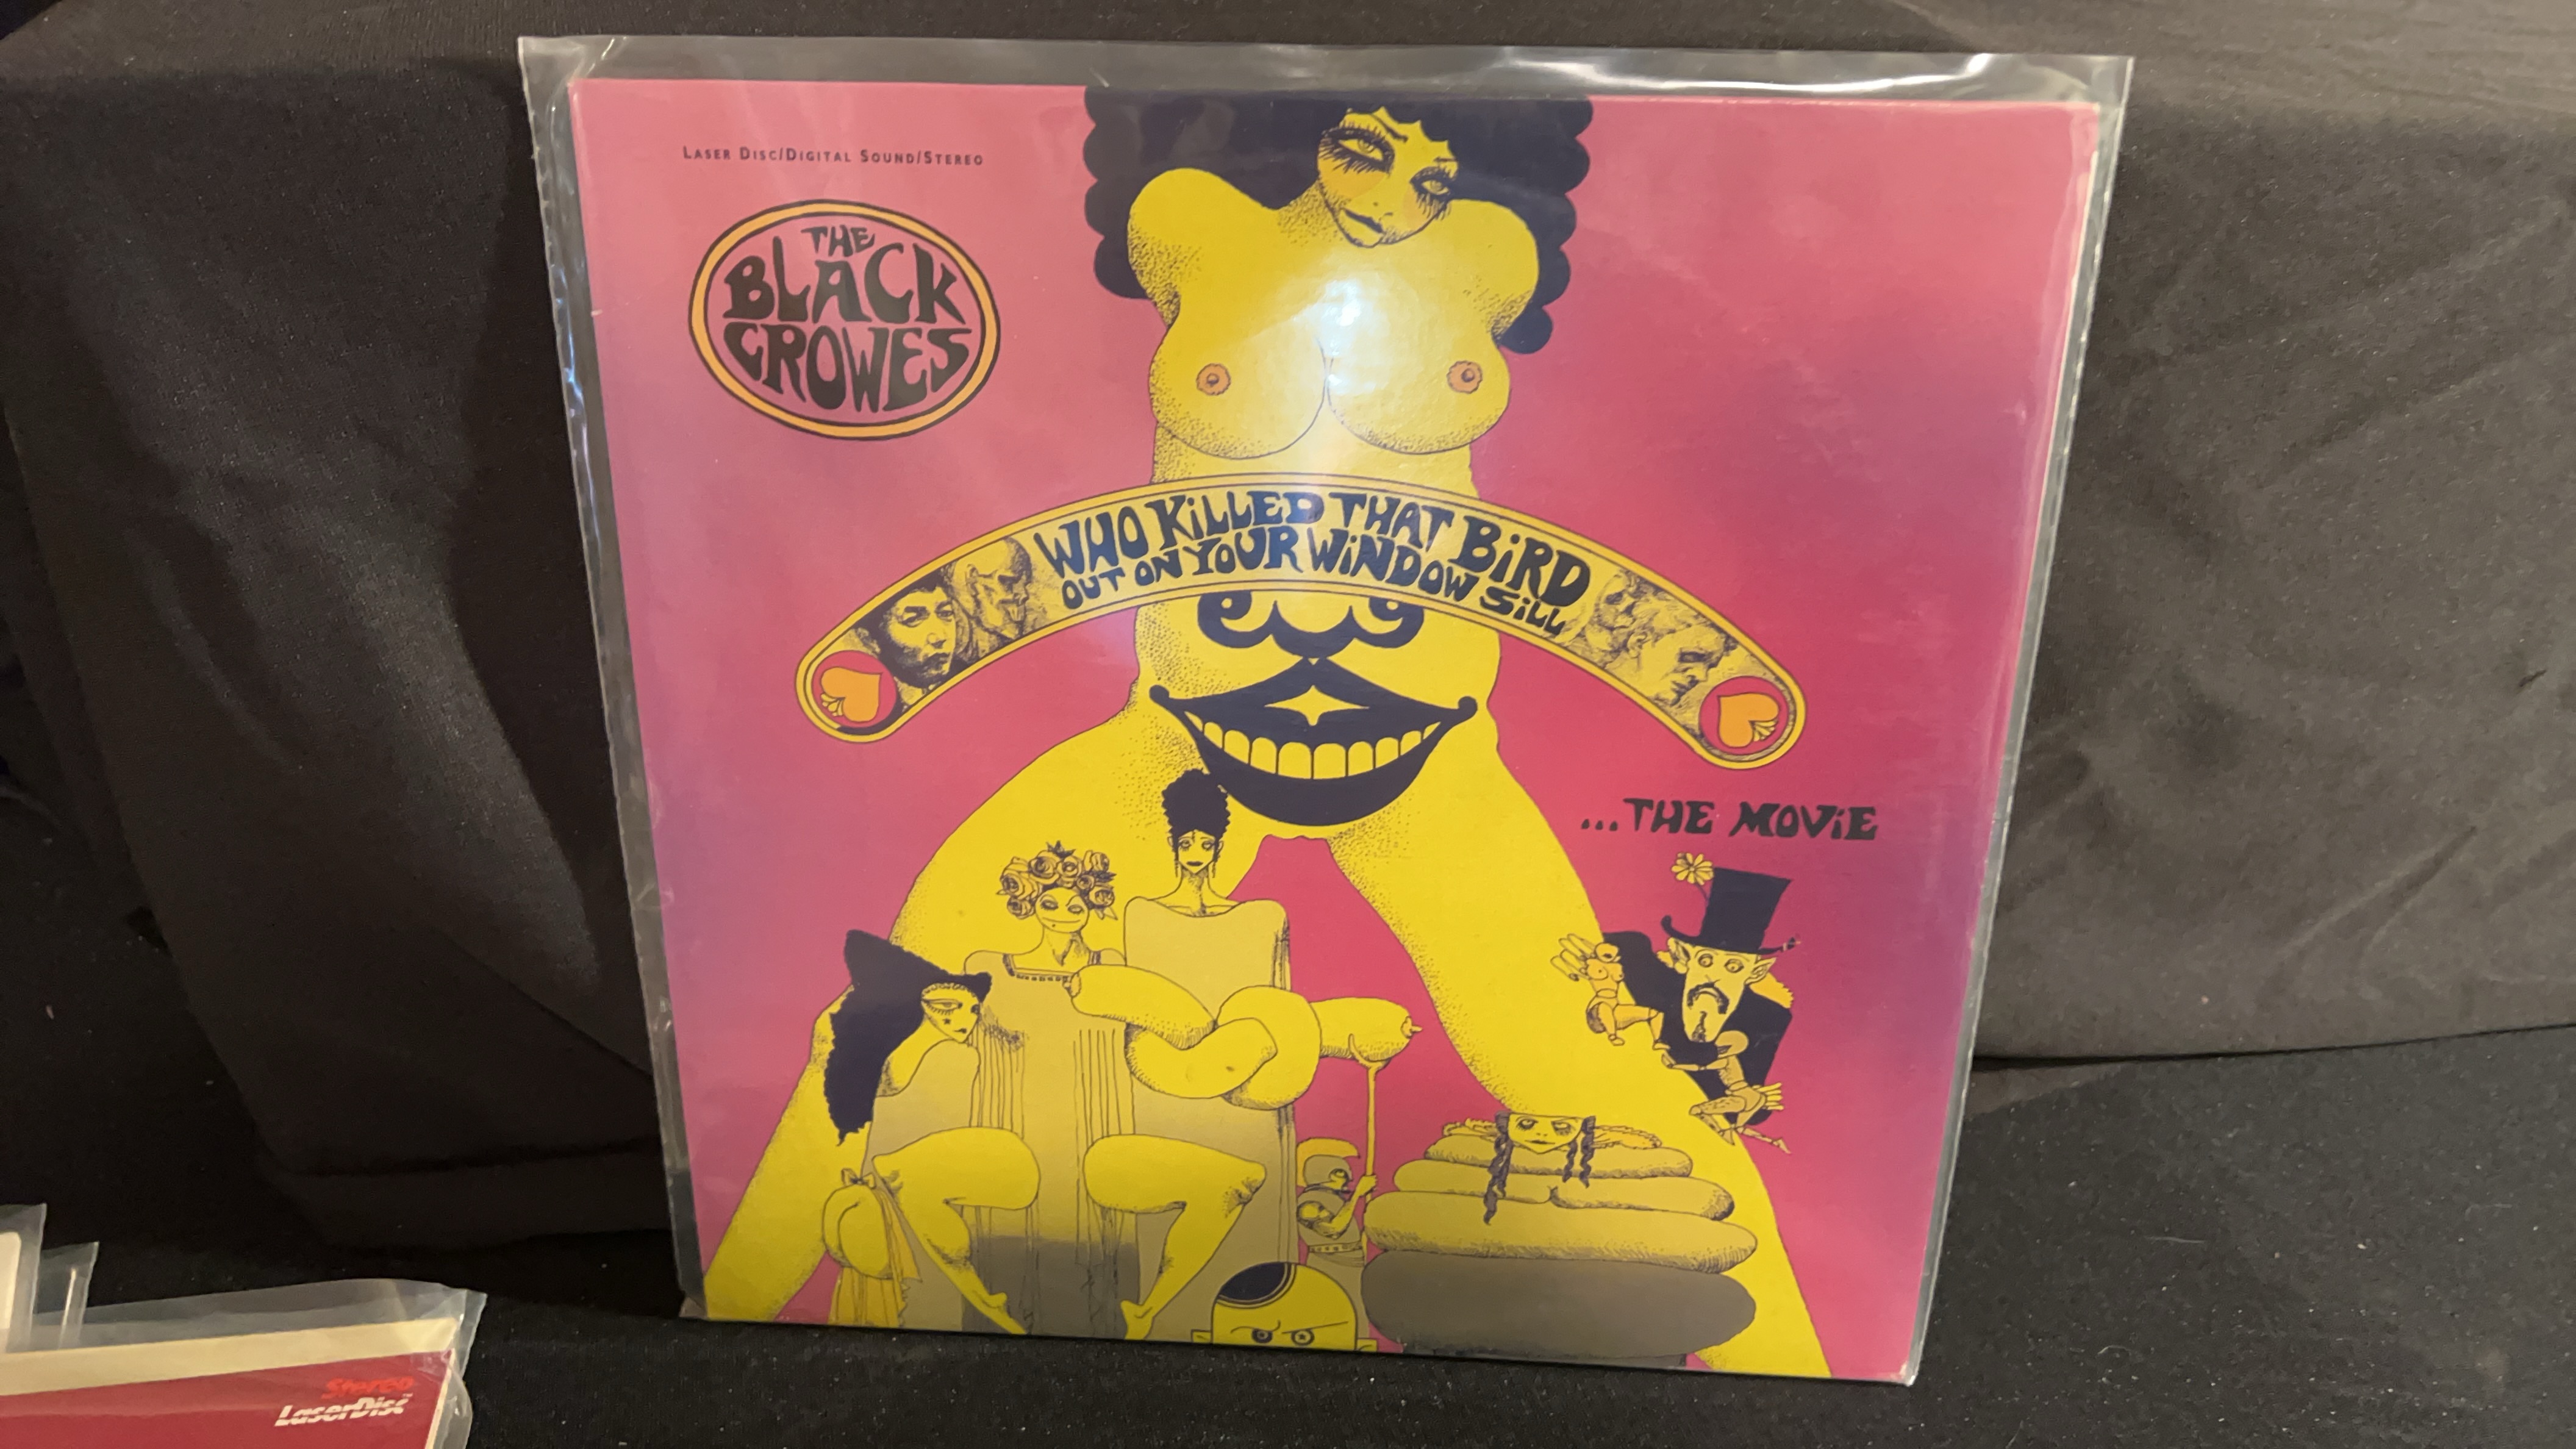 LASER DISC/DIGITAL SOUND/STEREO
THE
BLACK
CROWES
WHO KiLLED THAT BiRD
OUT ON YOUR WiNDOW SiLL
...THE MOViE
Stereo
LaserDisc